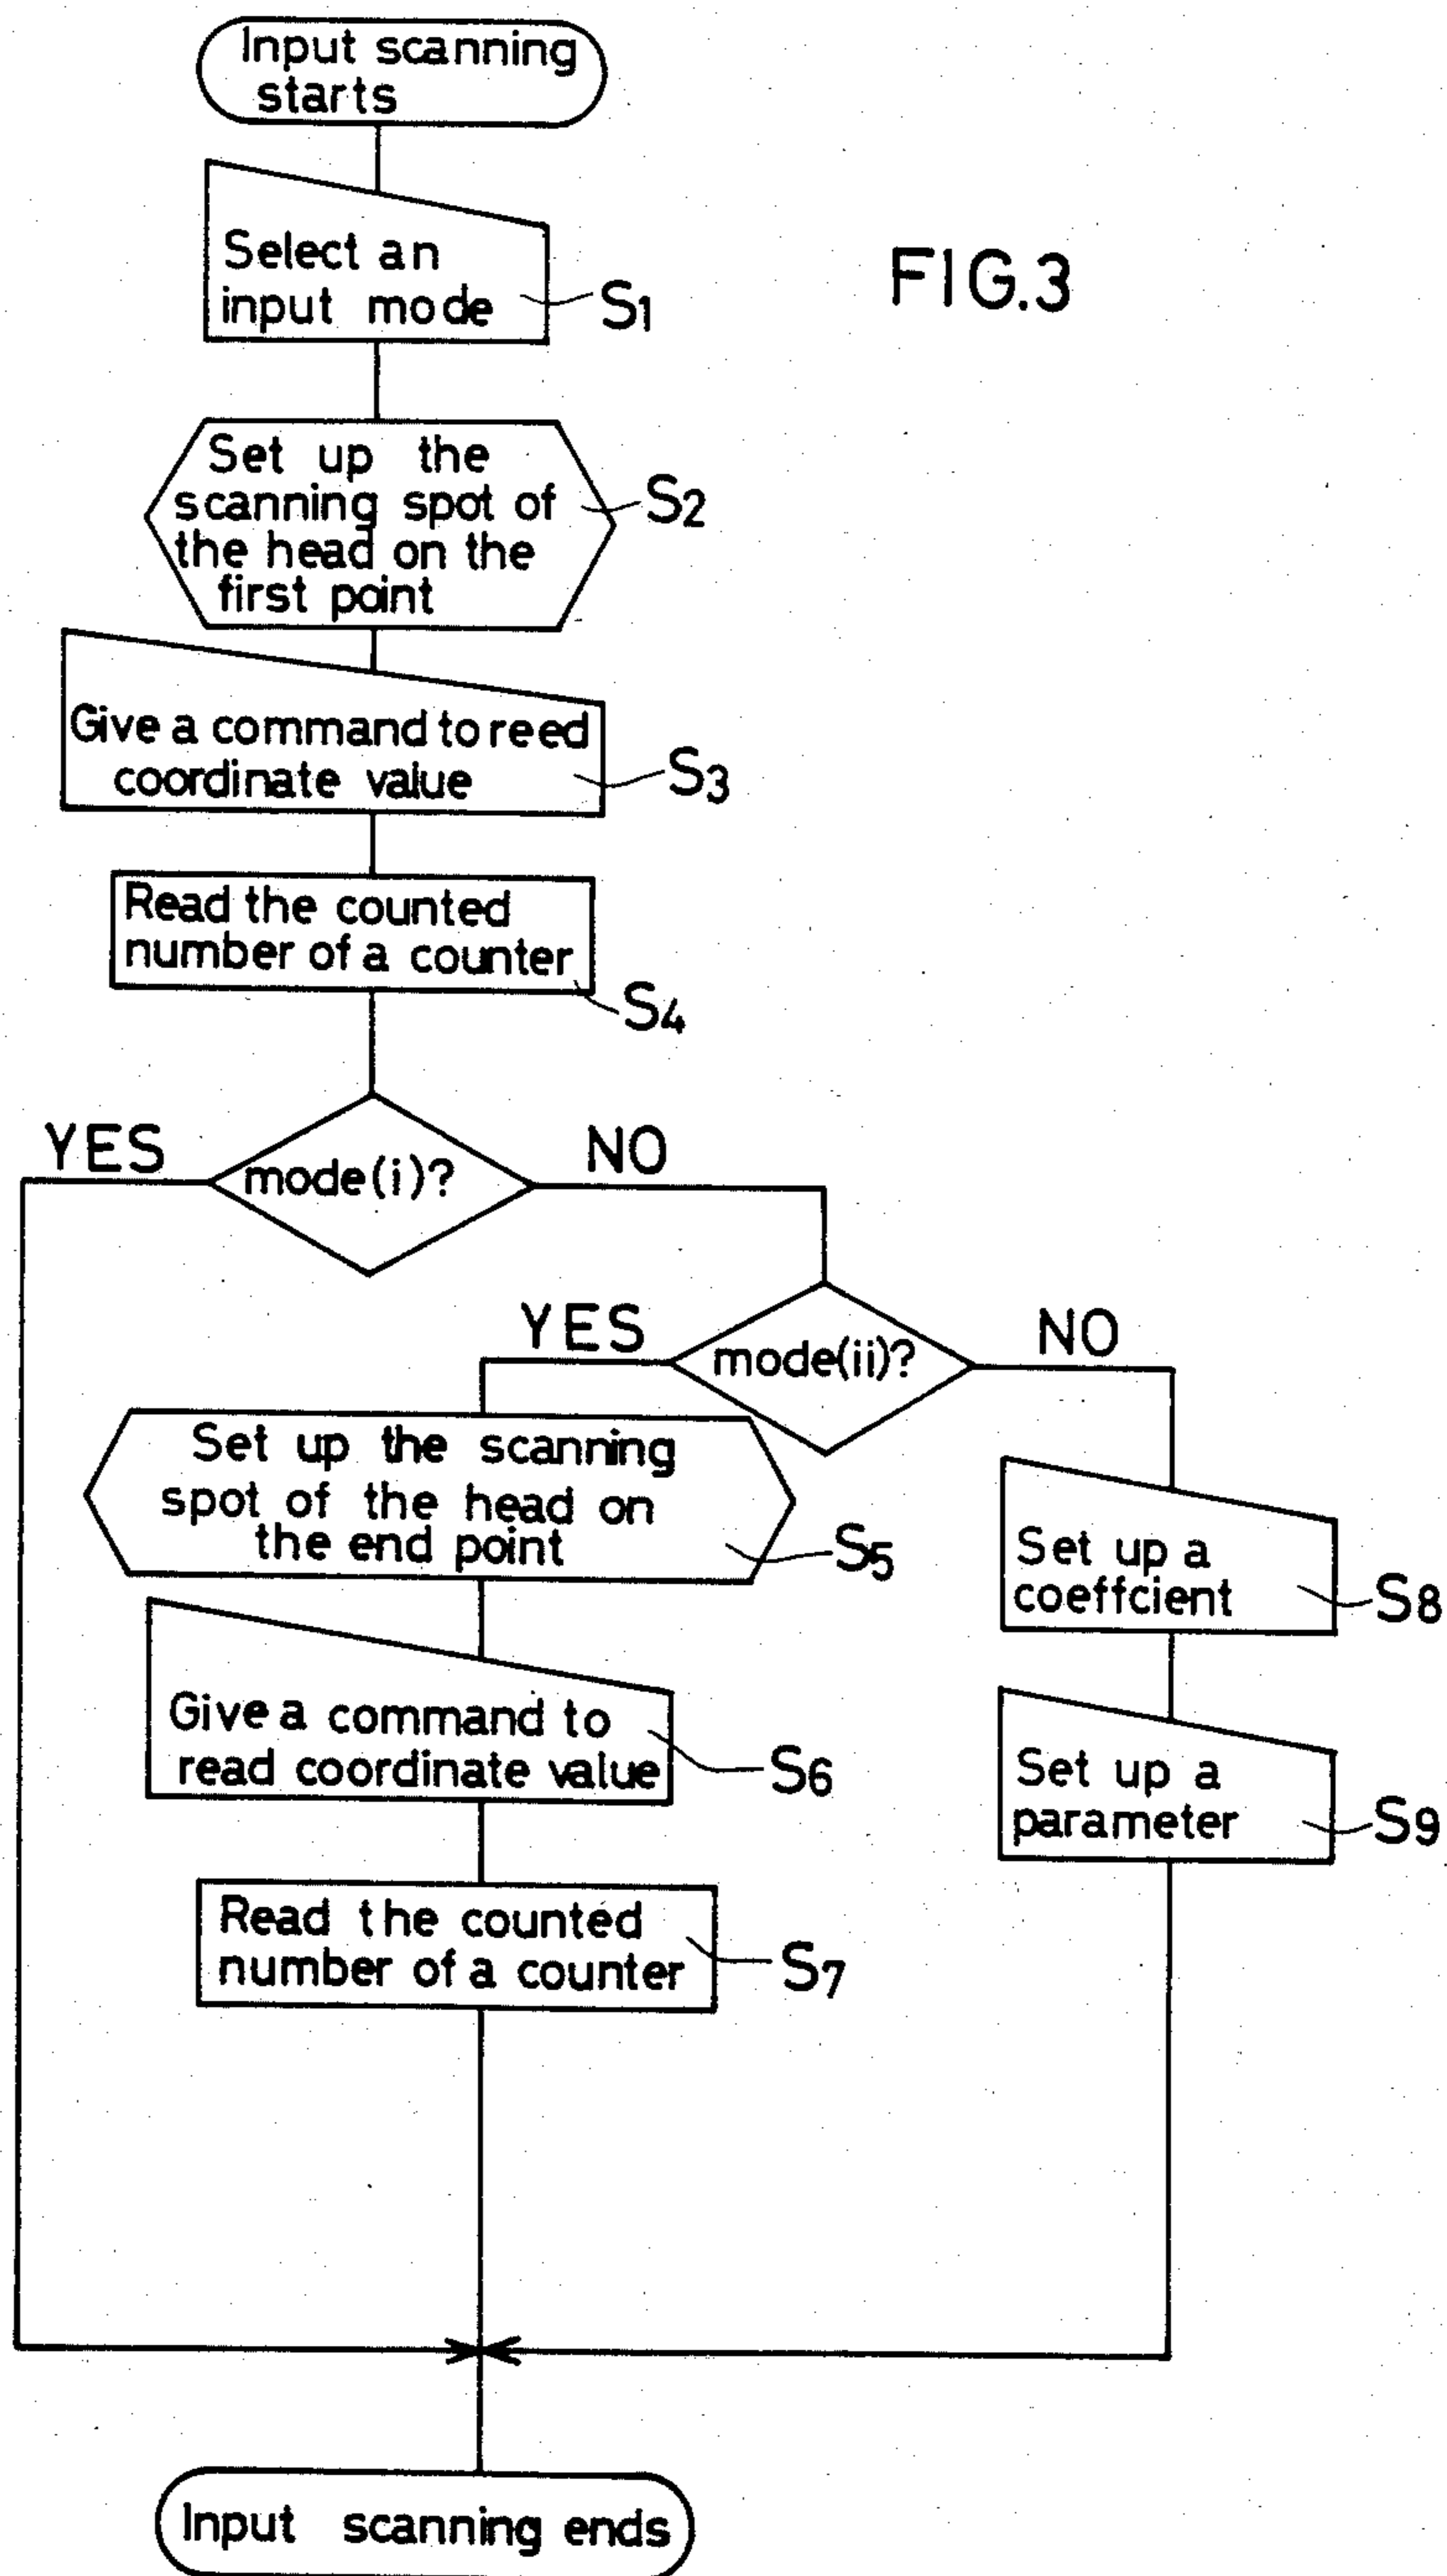 Input scanning
starts
Select an
input mode
S1
FIG.3
Set up the
scanning spot of
the head on the
first point
S2
Give a command to reed
coordinate value
S3
Read the counted
number of a counter
S4
YES
mode(i)?
NO
YES
mode(ii)?
NO
Set up the scanning
spot of the head on
the end point
S5
Set up a
coeffcient
S8
Give a command to
read coordinate value
S6
Set up a
parameter
S9
Read the counted
number of a counter
S7
Input scanning ends